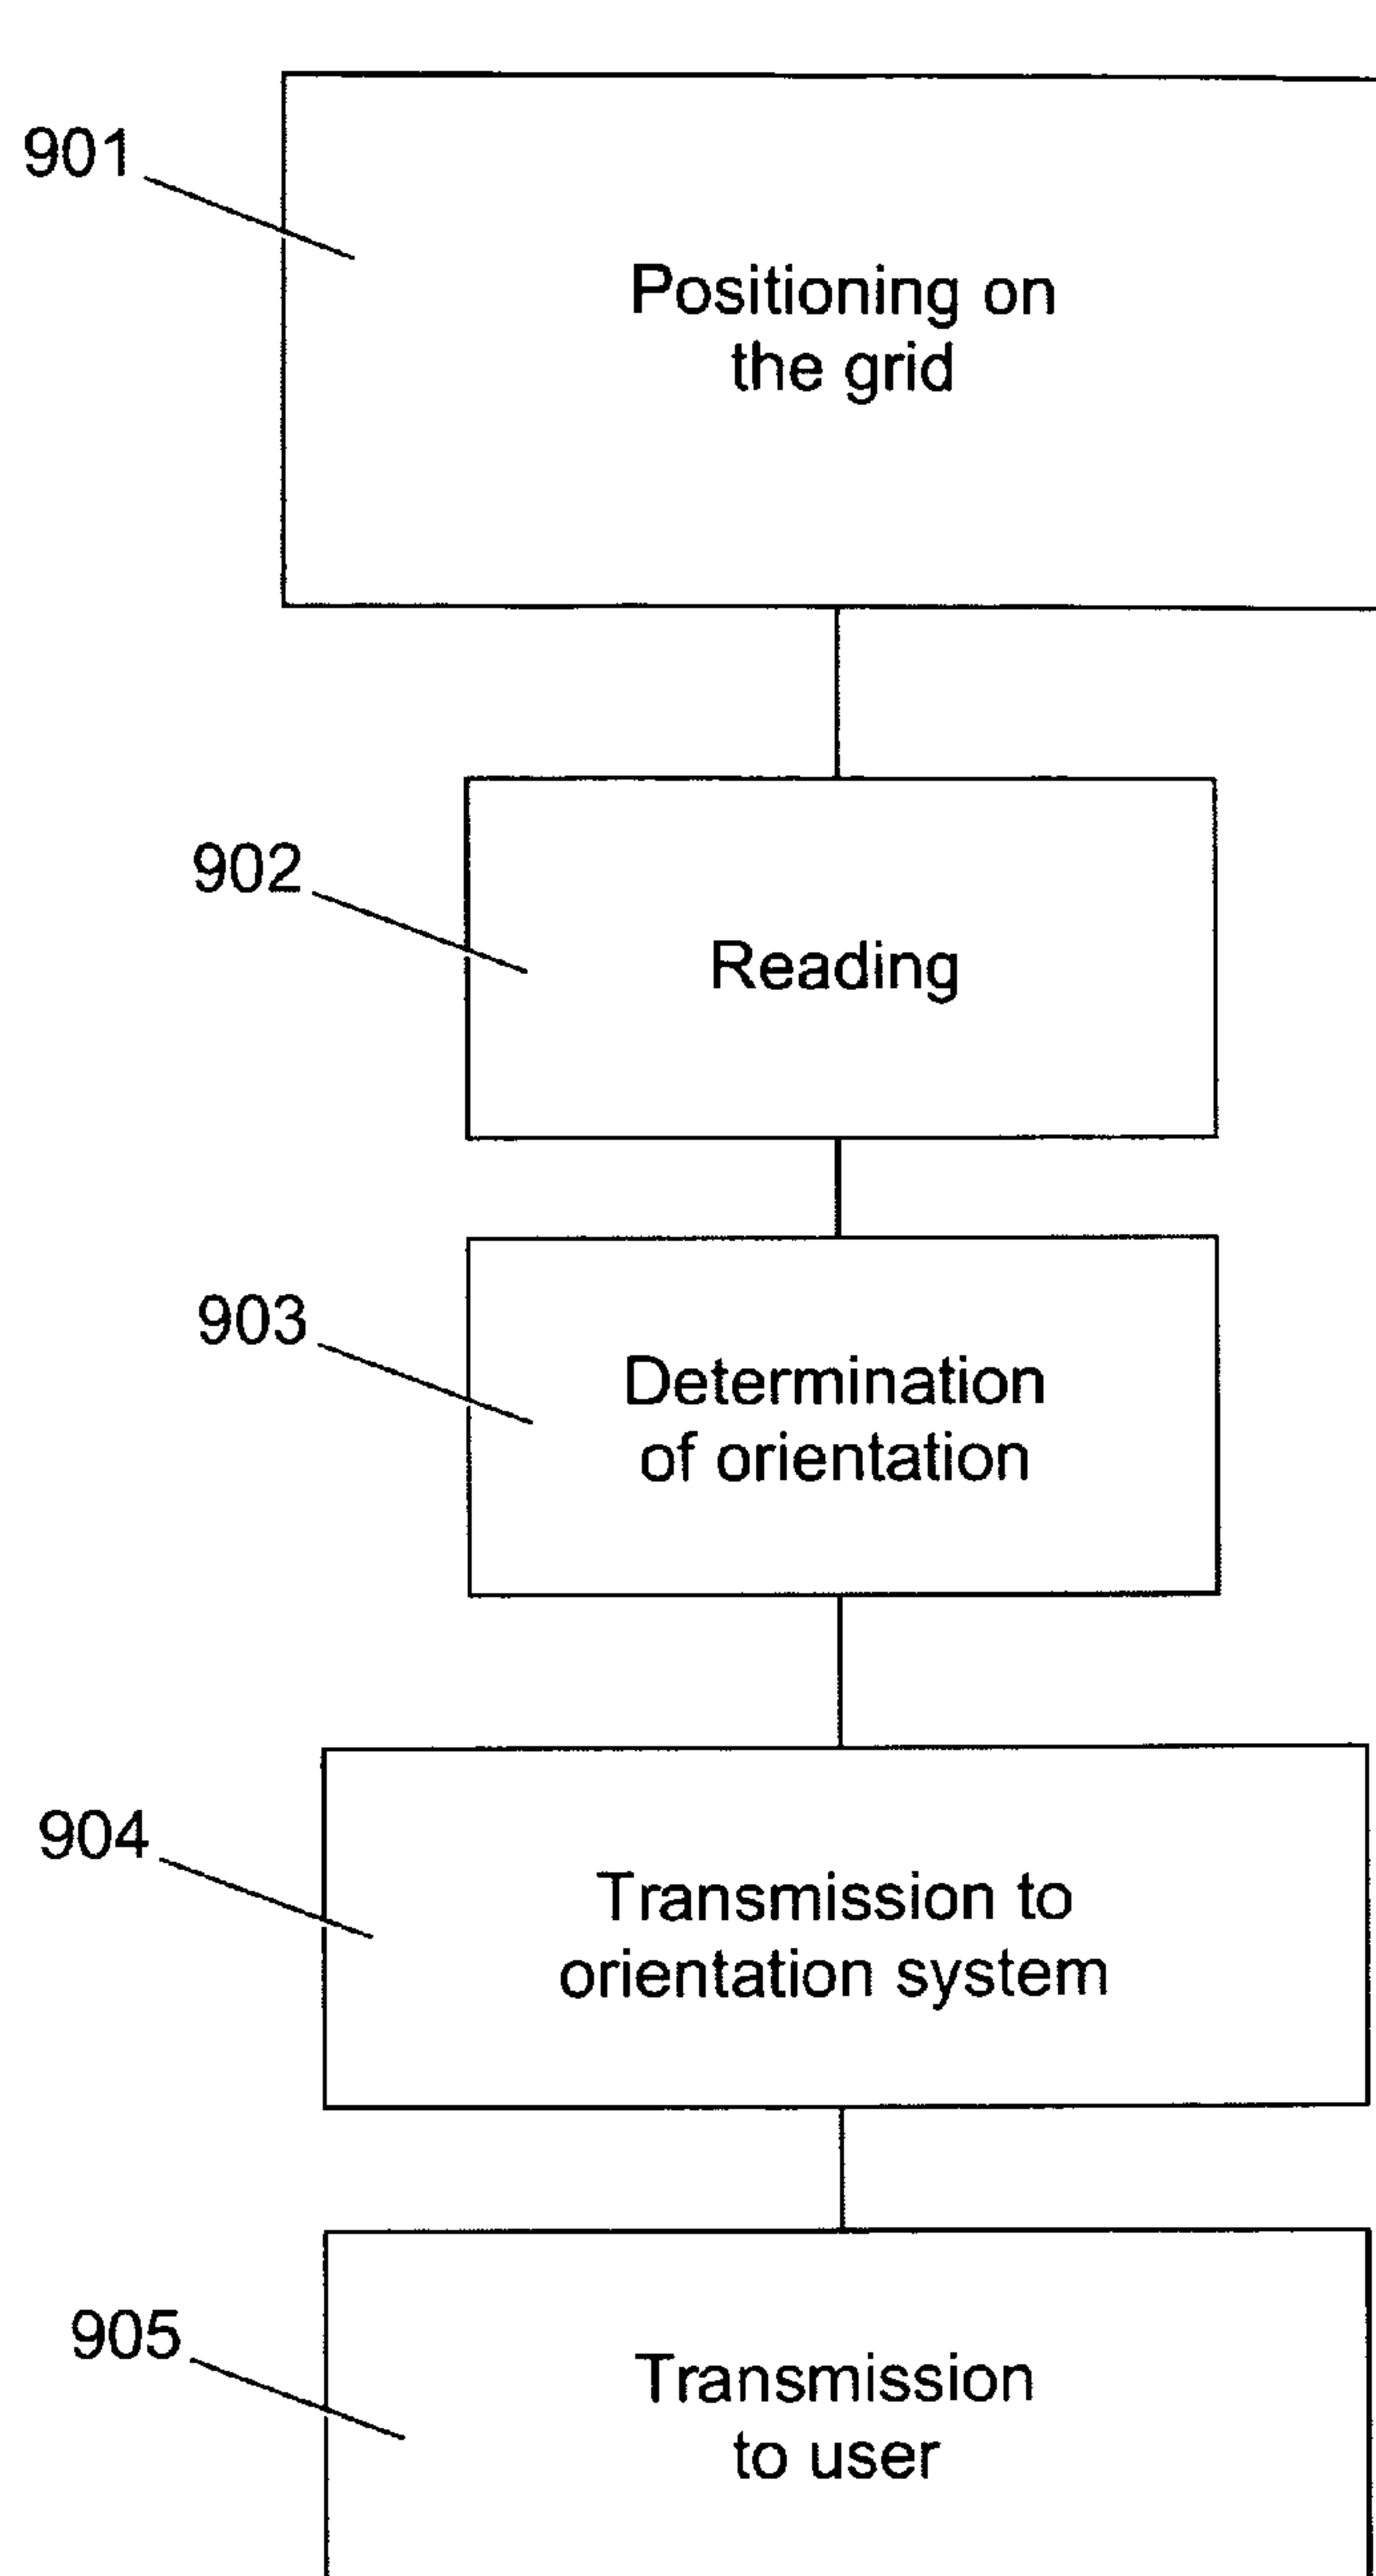 901
Positioning on
the grid
902
Reading
903
Determination
of orientation
904
Transmission to
orientation system
905
Transmission
to user